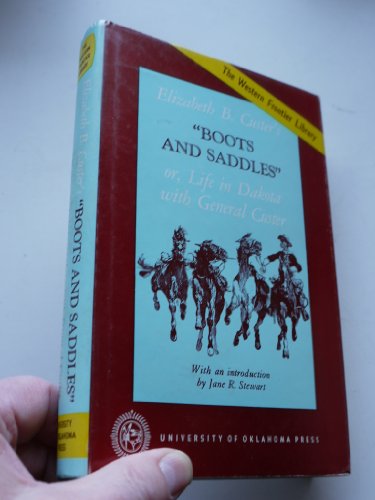 The Western Frontier Library
Elizabeth B. Custer's
"BOOTS
AND SADDLES"
or, Life in Dakota
with General Custer
With an introduction
by Jane R. Stewart
UNIVERSITY OF OKLAHOMA PRESS
Elizabeth B. Custer's "BOOTS AND SADDLES"
PRESS